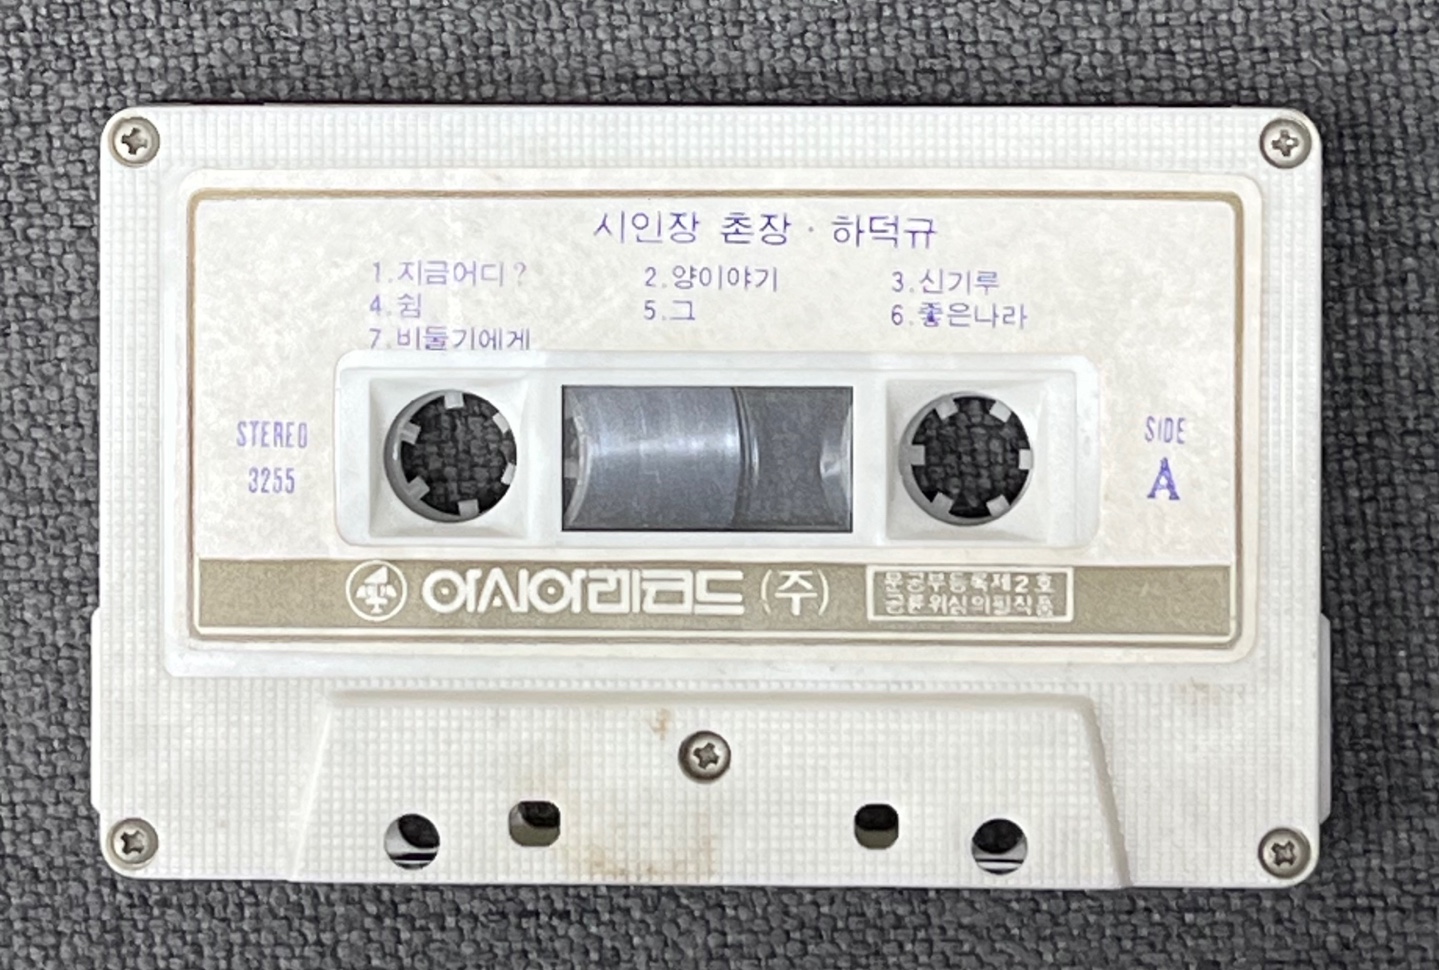 시인장 촌장 · 하덕규
1.지금어디? 2.양이야기 3.신기루
4.쉼 5.그 6.좋은나라
7.비둘기에게
STEREO
3255
SIDE
A
아시아레코드 (주)
문공부등록제2호
공륜위심의필직품